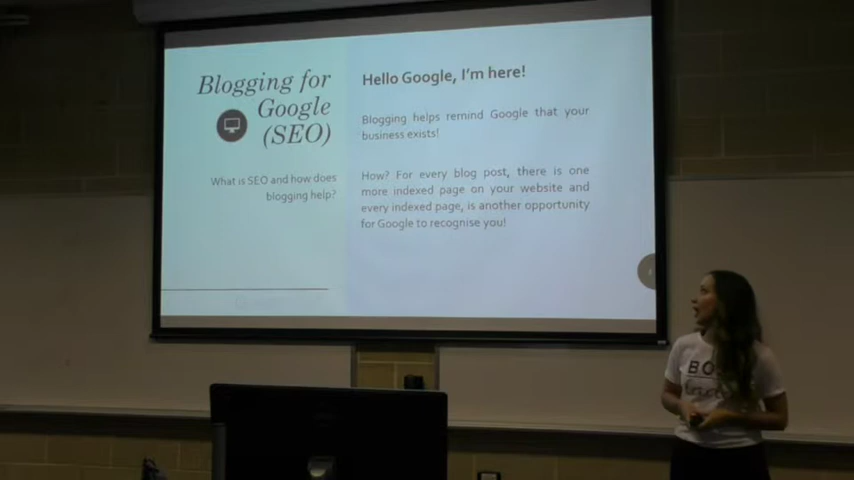 Blogging for
Google
(SEO)
What is SEO and how does
blogging help?
Hello Google, I'm here!
Blogging helps remind Google that your
business exists!
How? For every blog post, there is one
more indexed page on your website and
every indexed page, is another opportunity
for Google to recognise you!